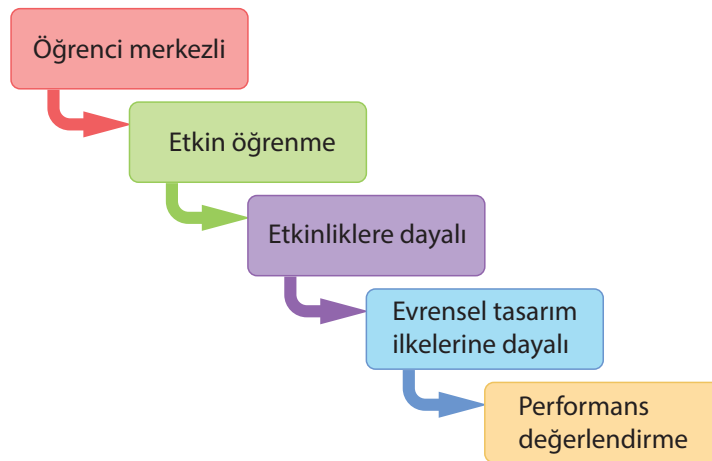 Öğrenci merkezli
Etkin öğrenme
Etkinliklere dayalı
Evrensel tasarım
ilkelerine dayalı
Performans
değerlendirme